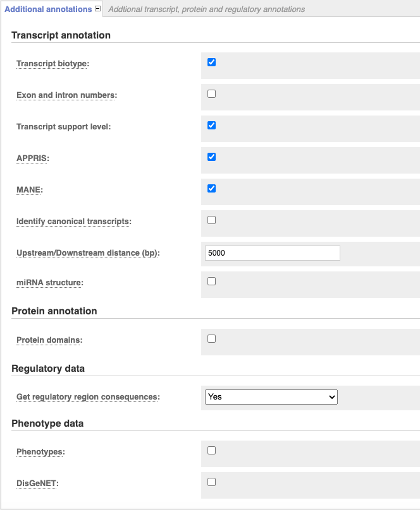 Additional annotations Addtional transcript, protein and regulatory annotations
Transcript annotation
Transcript biotype:
Exon and intron numbers:
Transcript support level:
APPRIS:
MANE:
Identify canonical transcripts:
Upstream/Downstream distance (bp): 5000
miRNA structure:
Protein annotation
Protein domains:
Regulatory data
Get regulatory region consequences: Yes
Phenotype data
Phenotypes:
DisGeNET: